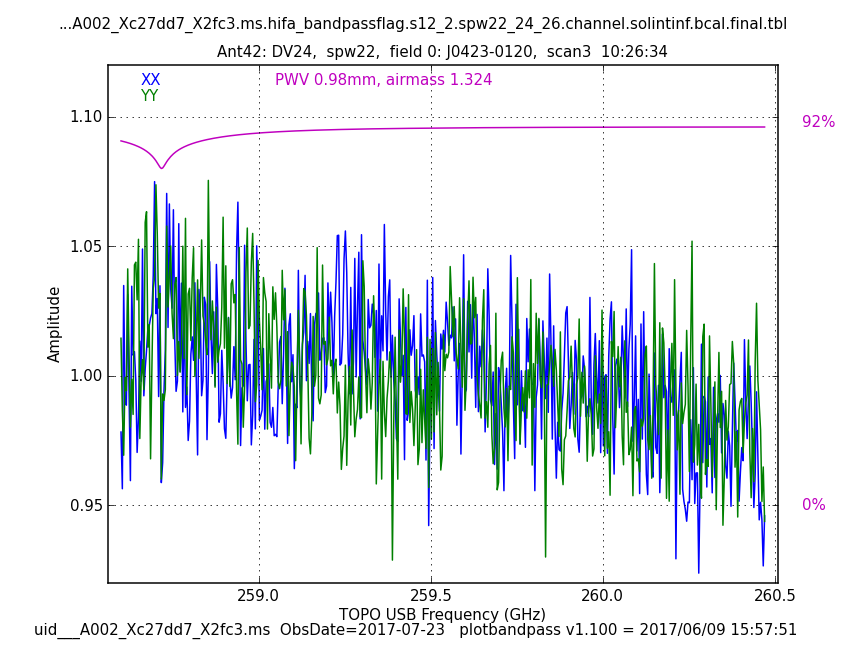 ...A002_Xc27dd7_X2fc3.ms.hifa_bandpassflag.s12_2.spw22_24_26.channel.solintinf.bcal.final.tbl
Ant42: DV24, spw22, field 0: J0423-0120, scan3 10:26:34
XX
PWV 0.98mm, airmass 1.324
YY
1.10
92%
1.05
Amplitude
1.00
0.95
0%
259.0 259.5 260.0 260.5
TOPO USB Frequency (GHz)
uid___A002_Xc27dd7_X2fc3.ms ObsDate=2017-07-23 plotbandpass v1.100 = 2017/06/09 15:57:51